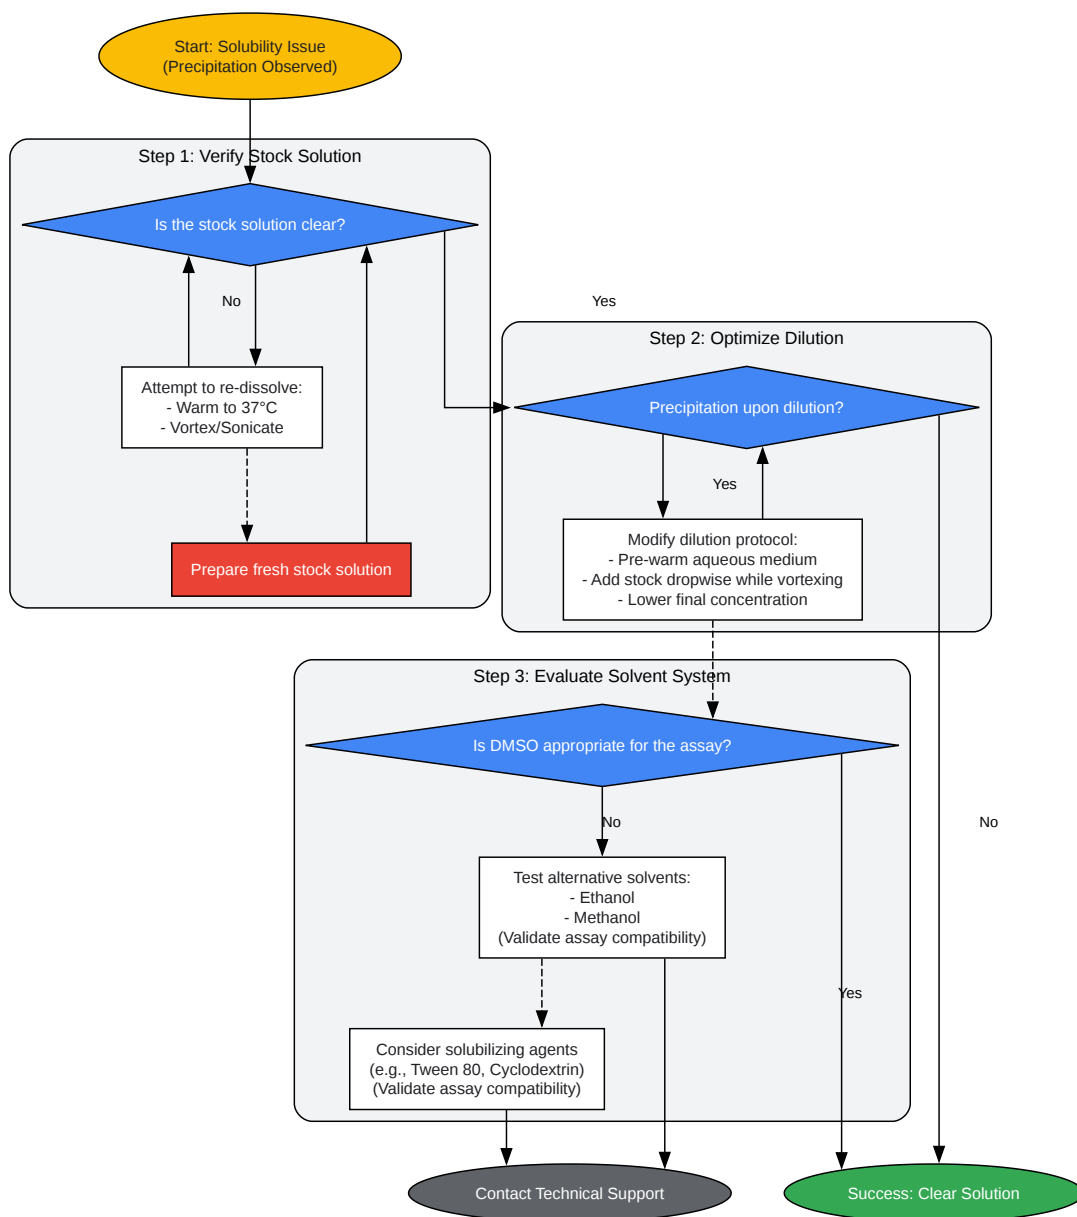 Start: Solubility Issue
(Precipitation Observed)
Step 1: Verify Stock Solution
Is the stock solution clear?
No
Yes
Attempt to re-dissolve:
- Warm to 37°C
- Vortex/Sonicate
Prepare fresh stock solution
Step 2: Optimize Dilution
Precipitation upon dilution?
Yes
Modify dilution protocol:
- Pre-warm aqueous medium
- Add stock dropwise while vortexing
- Lower final concentration
Step 3: Evaluate Solvent System
Is DMSO appropriate for the assay?
No
No
Test alternative solvents:
- Ethanol
- Methanol
(Validate assay compatibility)
Yes
Consider solubilizing agents
(e.g., Tween 80, Cyclodextrin)
(Validate assay compatibility)
Contact Technical Support
Success: Clear Solution